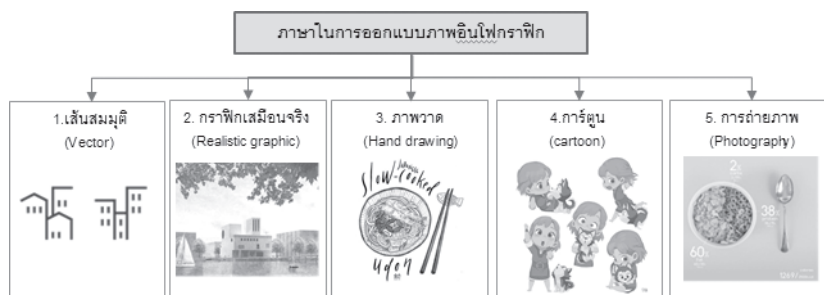 ภาษาในการออกแบบภาพอินโฟกราฟิก
1.เส้นสมมุติ
(Vector)
2. กราฟิกเสมือนจริง
(Realistic graphic)
3. ภาพวาด
(Hand drawing)
4.การ์ตูน
(cartoon)
5. การถ่ายภาพ
(Photography)
slow-cooked
udon
2
38
60